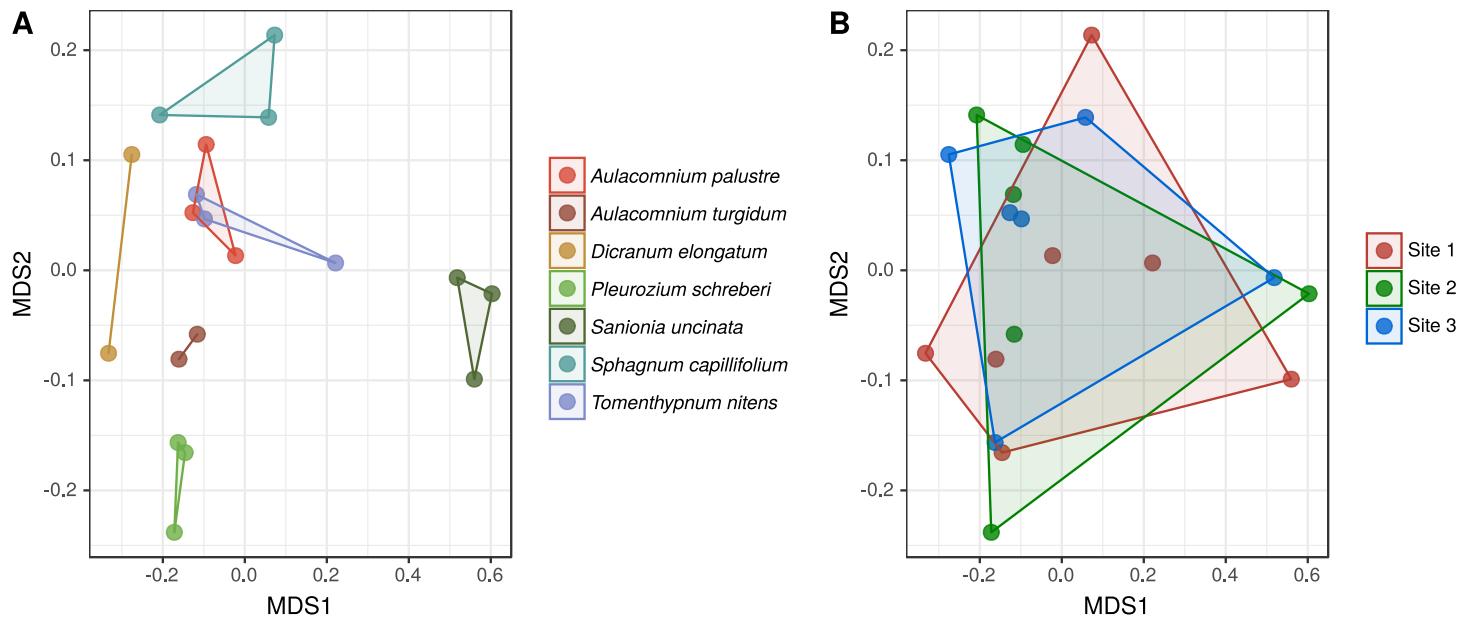 A
0.2
0.1
0.0
-0.1
-0.2
MDS2
-0.2
0.0
0.2
0.4
0.6
MDS1
Aulacomnium palustre
Aulacomnium turgidum
Dicranum elongatum
Pleurozium schreberi
Sanionia uncinata
Sphagnum capillifolium
Tomenthypnum nitens
B
0.2
0.1
0.0
-0.1
-0.2
MDS2
-0.2
0.0
0.2
0.4
0.6
MDS1
Site 1
Site 2
Site 3